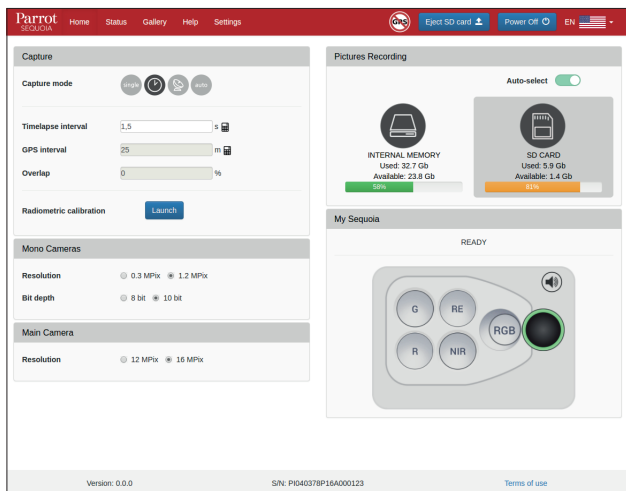 Parrot
SEQUOIA
Home Status Gallery Help Settings
GPS
Eject SD card
Power Off
EN
Capture
Capture mode
single
auto
Timelapse interval 1,5 s
GPS interval 25 m
Overlap 0 %
Radiometric calibration Launch
Mono Cameras
Resolution 0.3 MPix 1.2 MPix
Bit depth 8 bit 10 bit
Main Camera
Resolution 12 MPix 16 MPix
Pictures Recording
Auto-select
INTERNAL MEMORY
Used: 32.7 Gb
Available: 23.8 Gb
58%
SD CARD
Used: 5.9 Gb
Available: 1.4 Gb
81%
My Sequoia
READY
G RE
RGB
R NIR
Version: 0.0.0 S/N: PI040378P16A000123 Terms of use